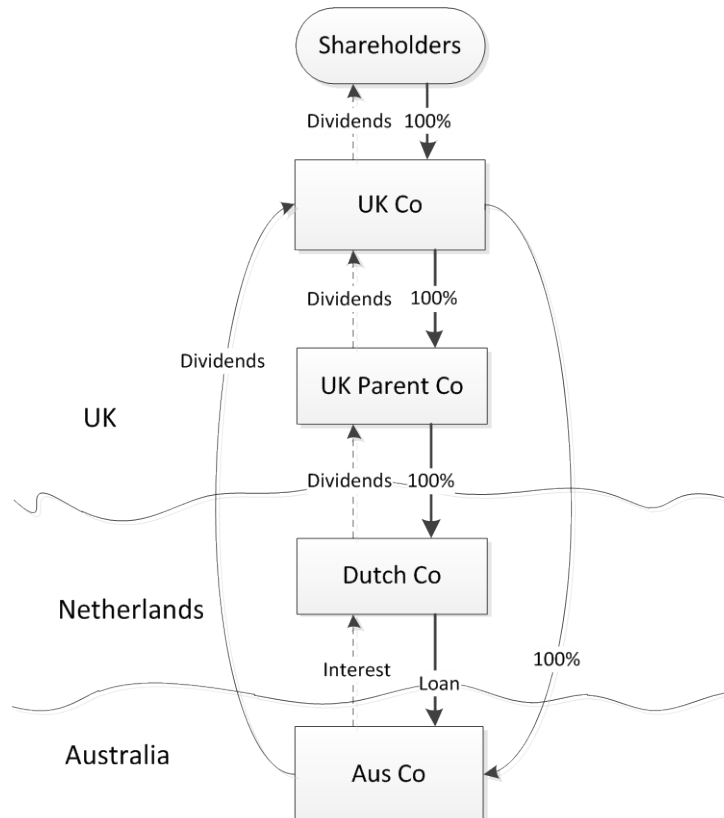 Shareholders
Dividends 100%
UK Co
Dividends 100%
Dividends
UK Parent Co
UK
Dividends 100%
Dutch Co
Netherlands
Interest Loan 100%
Australia
Aus Co